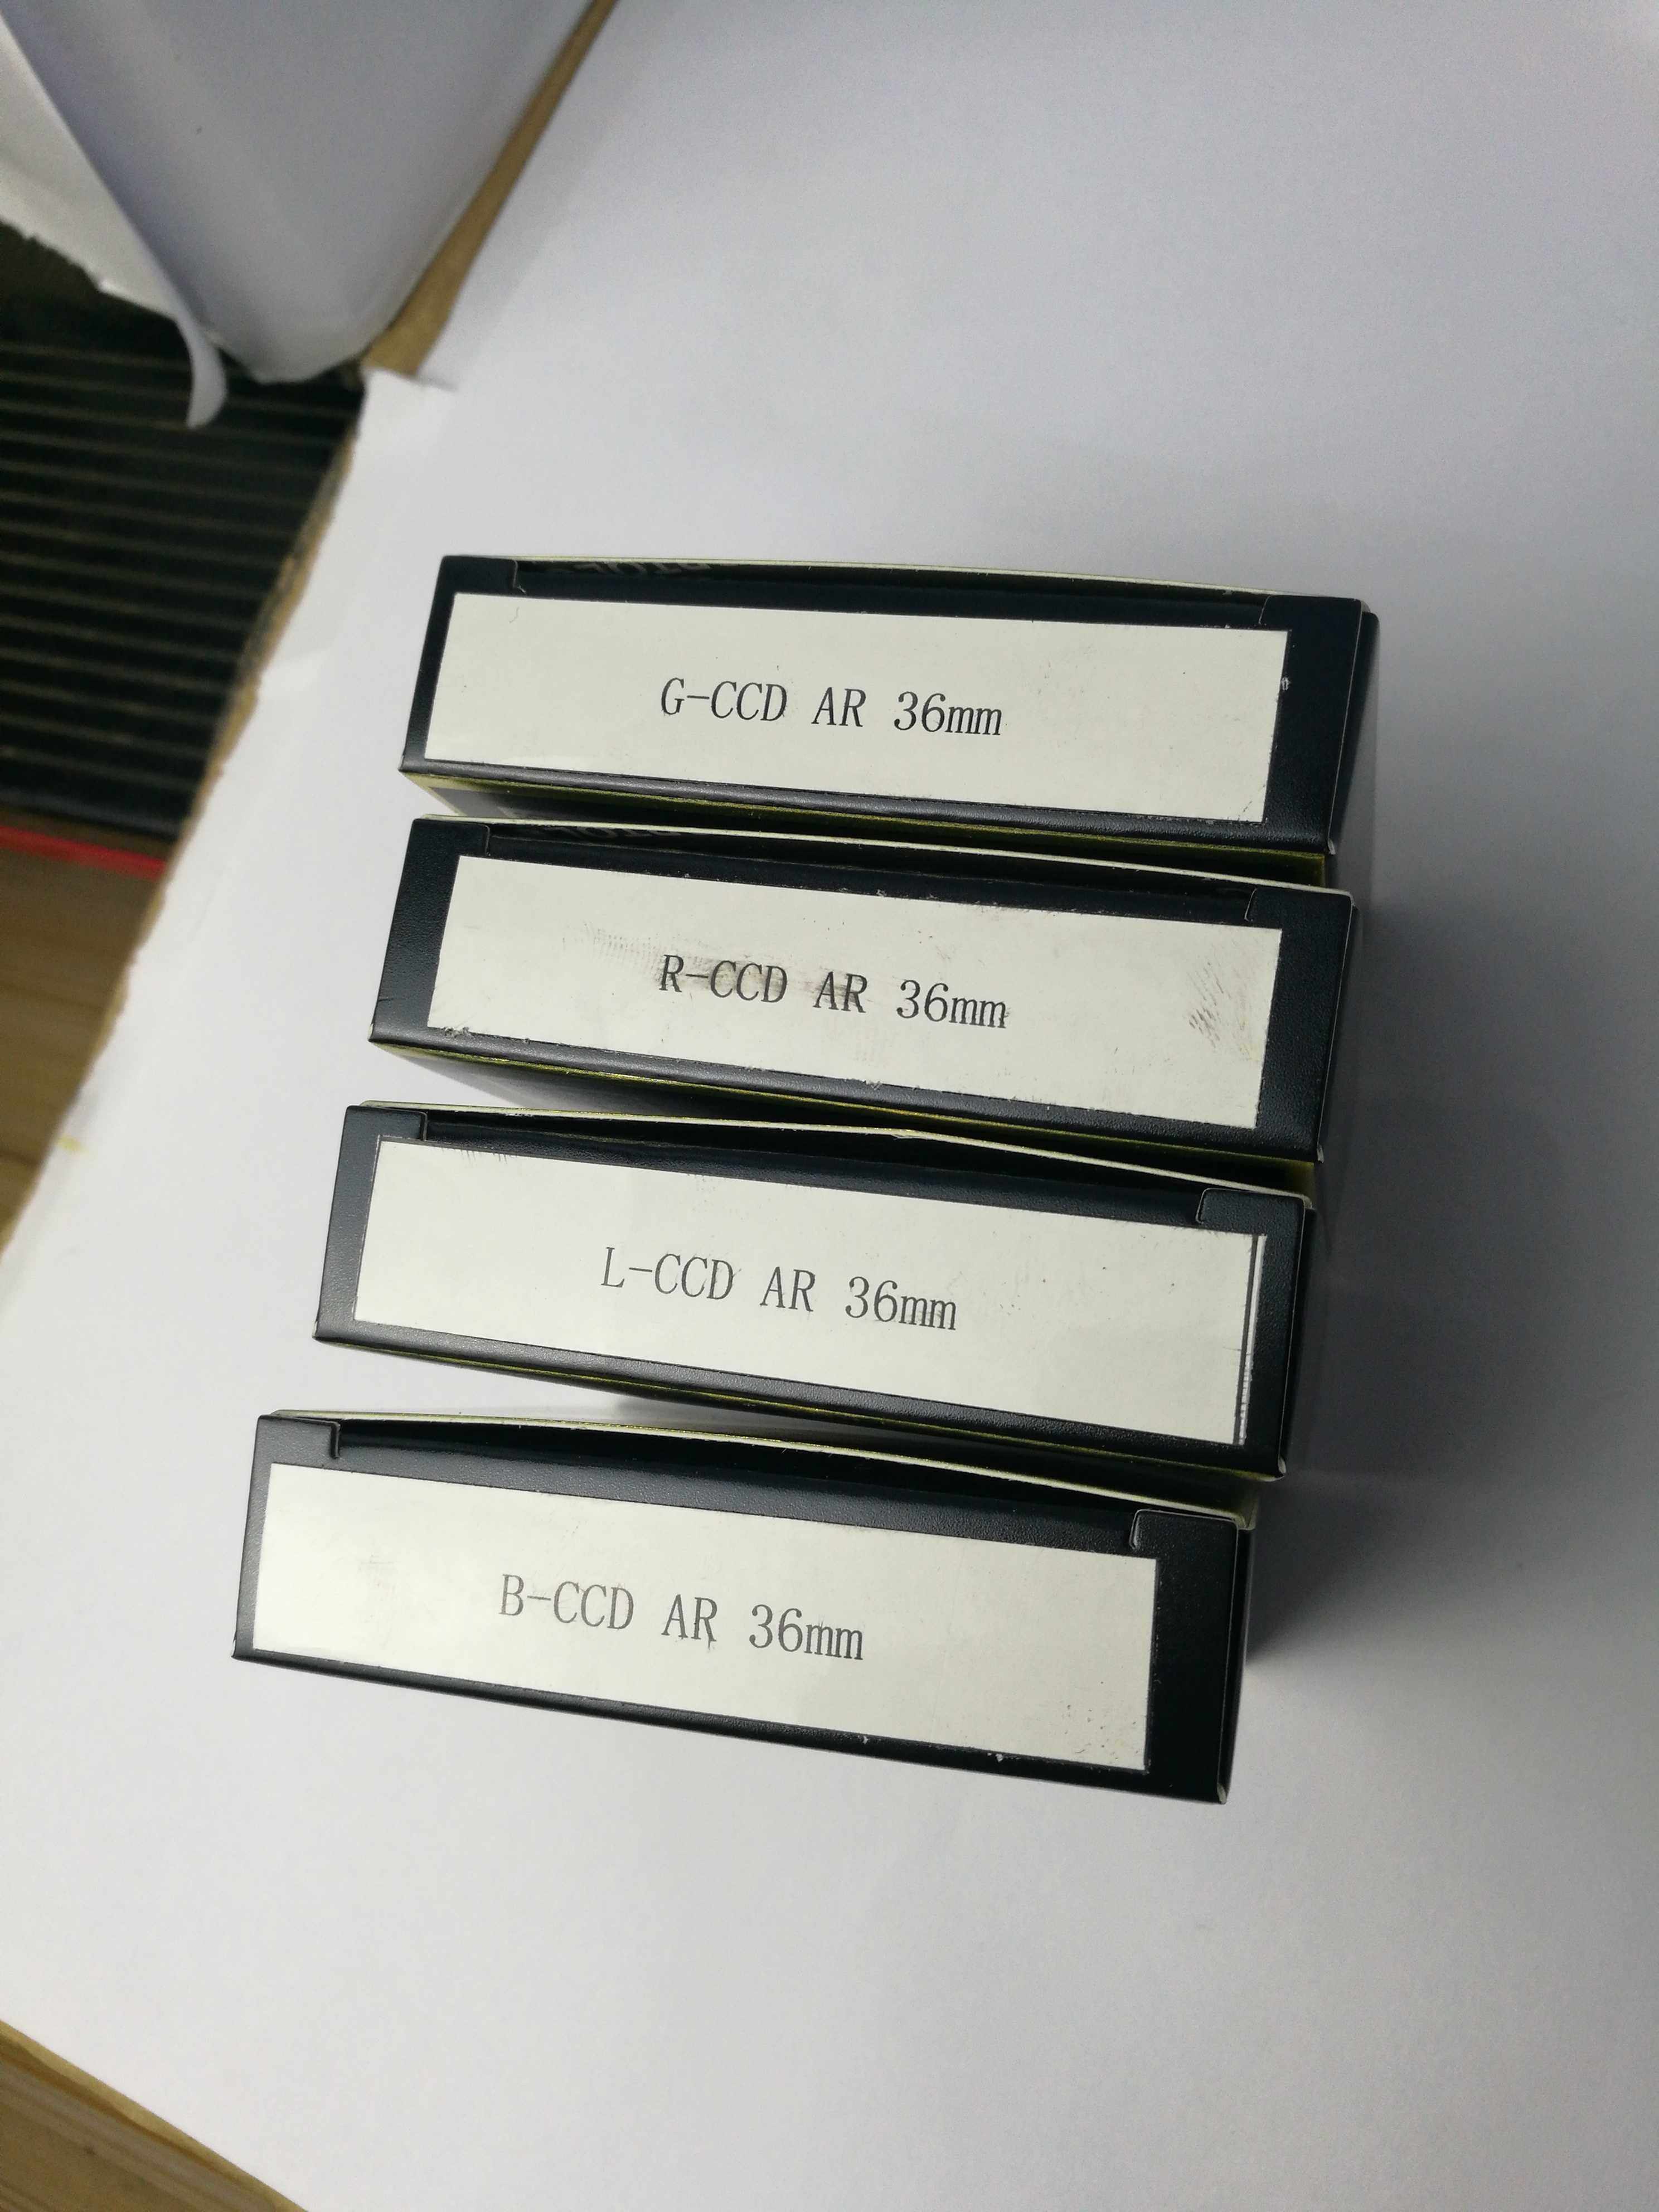 G-CCD AR 36mm
R-CCD AR 36mm
L-CCD AR 36mm
B-CCD AR 36mm